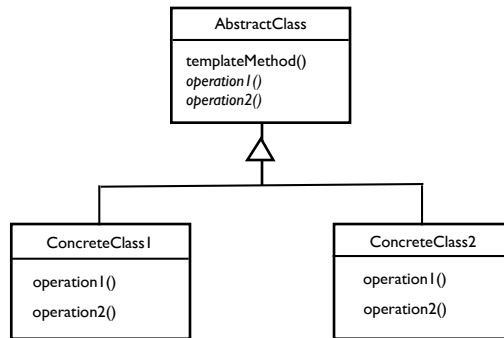 AbstractClass
templateMethod()
operation1()
operation2()
ConcreteClass1
operation1()
operation2()
ConcreteClass2
operation1()
operation2()